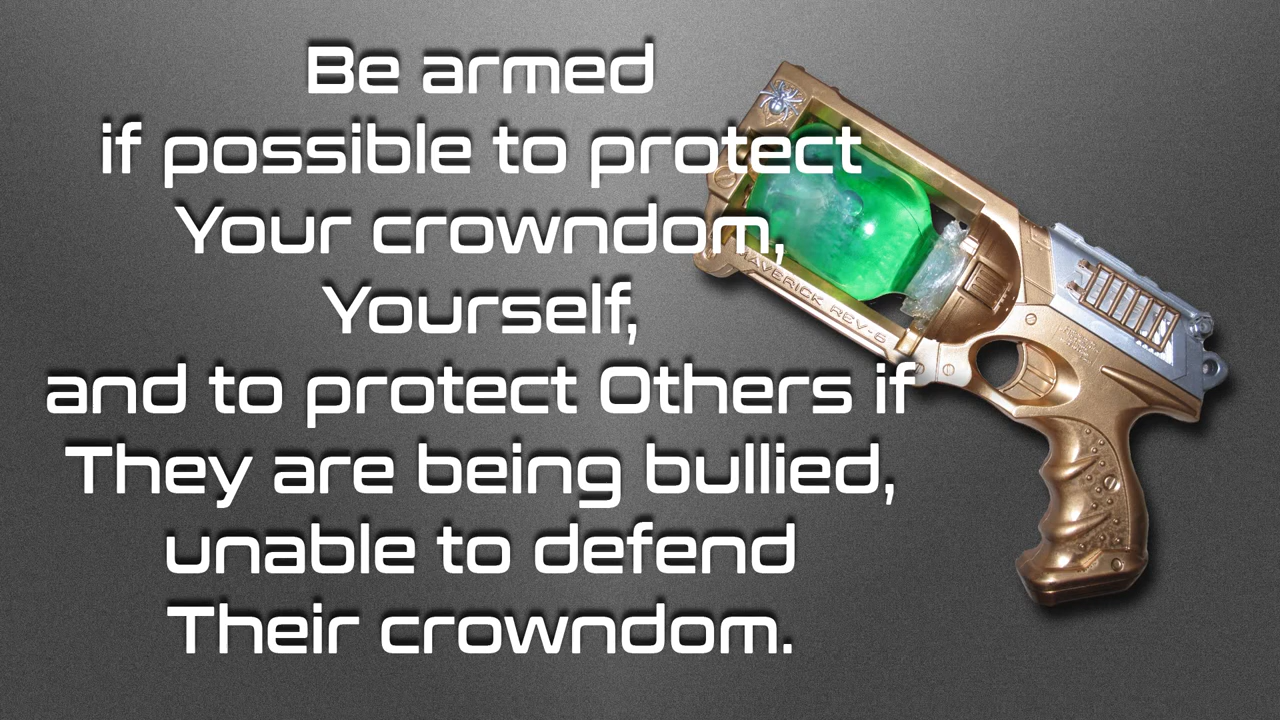 Be armed
if possible to protect
Your crowndom,
Yourself,
and to protect Others if
They are being bullied,
unable to defend
Their crowndom.
MAVERICK REV-6